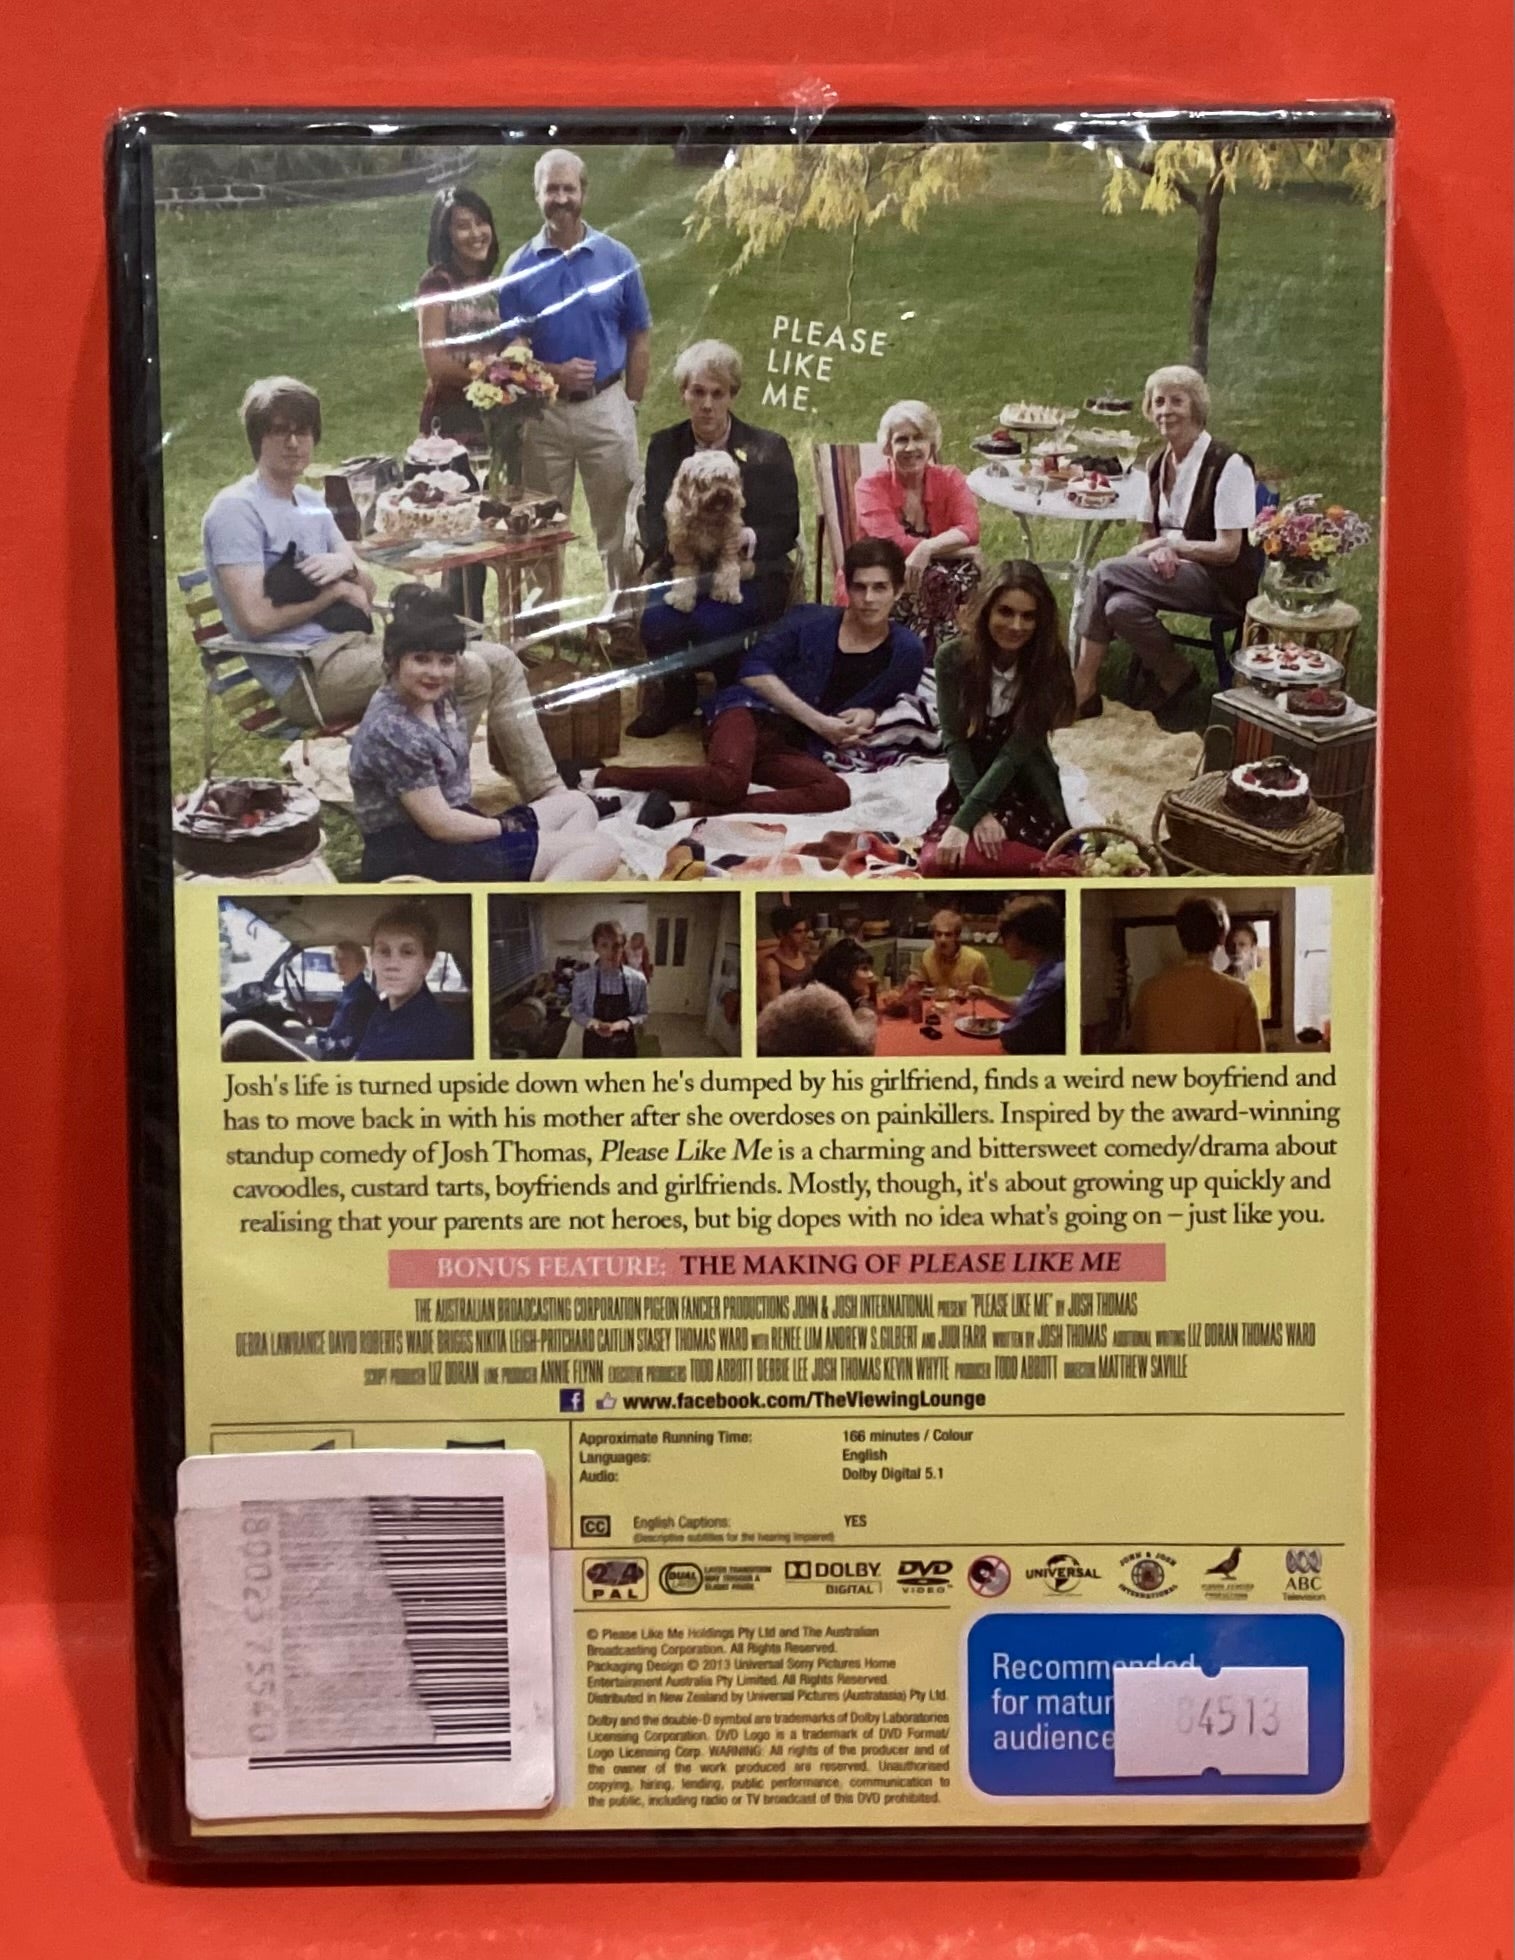 PLEASE
LIKE
ME.
Josh's life is turned upside down when he's dumped by his girlfriend, finds a weird new boyfriend and
has to move back in with his mother after she overdoses on painkillers. Inspired by the award-winning
standup comedy of Josh Thomas, Please Like Me is a charming and bittersweet comedy/drama about
cavoodles, custard tarts, boyfriends and girlfriends. Mostly, though, it's about growing up quickly and
realising that your parents are not heroes, but big dopes with no idea what's going on – just like you.
BONUS FEATURE: THE MAKING OF PLEASE LIKE ME
THE AUSTRALIAN BROADCASTING CORPORATION PIGEON FANCIER PRODUCTIONS JOHN & JOSH INTERNATIONAL PRESENT "PLEASE LIKE ME" BY JOSH THOMAS
DEBRA LAWRANCE DAVID ROBERTS WADE BRIGGS NIKITA LEIGH-PRITCHARD CAITLIN STASEY THOMAS WARD WITH RENEE LIM ANDREW S.GILBERT AND JUDI FARR WRITTEN BY JOSH THOMAS ADDITIONAL WRITING LIZ DORAN THOMAS WARD
SCRIPT PRODUCER LIZ DORAN LINE PRODUCER ANNIE FLYNN EXECUTIVE PRODUCERS TODD ABBOTT DEBBIE LEE JOSH THOMAS KEVIN WHYTE PRODUCER TODD ABBOTT DIRECTOR MATTHEW SAVILLE
www.facebook.com/TheViewingLounge
Approximate Running Time: 166 minutes / Colour
Languages: English
Audio: Dolby Digital 5.1
CC English Captions: YES
(Descriptive subtitles for the hearing impaired)
2 4
PAL
DUAL LAYER
LAYER TRANSITION
MAY TRIGGER A
SLIGHT PAUSE
DOLBY
DIGITAL
DVD
VIDEO
UNIVERSAL
JOHN & JOSH
INTERNATIONAL
ABC
Television
© Please Like Me Holdings Pty Ltd and The Australian
Broadcasting Corporation. All Rights Reserved.
Packaging Design © 2013 Universal Sony Pictures Home
Entertainment Australia Pty Limited. All Rights Reserved.
Distributed in New Zealand by Universal Pictures (Australasia) Pty Ltd.
Dolby and the double-D symbol are trademarks of Dolby Laboratories
Licensing Corporation. DVD Logo is a trademark of DVD Format/
Logo Licensing Corp. WARNING: All rights of the producer and of
the owner of the work produced are reserved. Unauthorised
copying, hiring, lending, public performance, communication to
the public, including radio or TV broadcast of this DVD prohibited.
Recommended
for matur
audience
84513